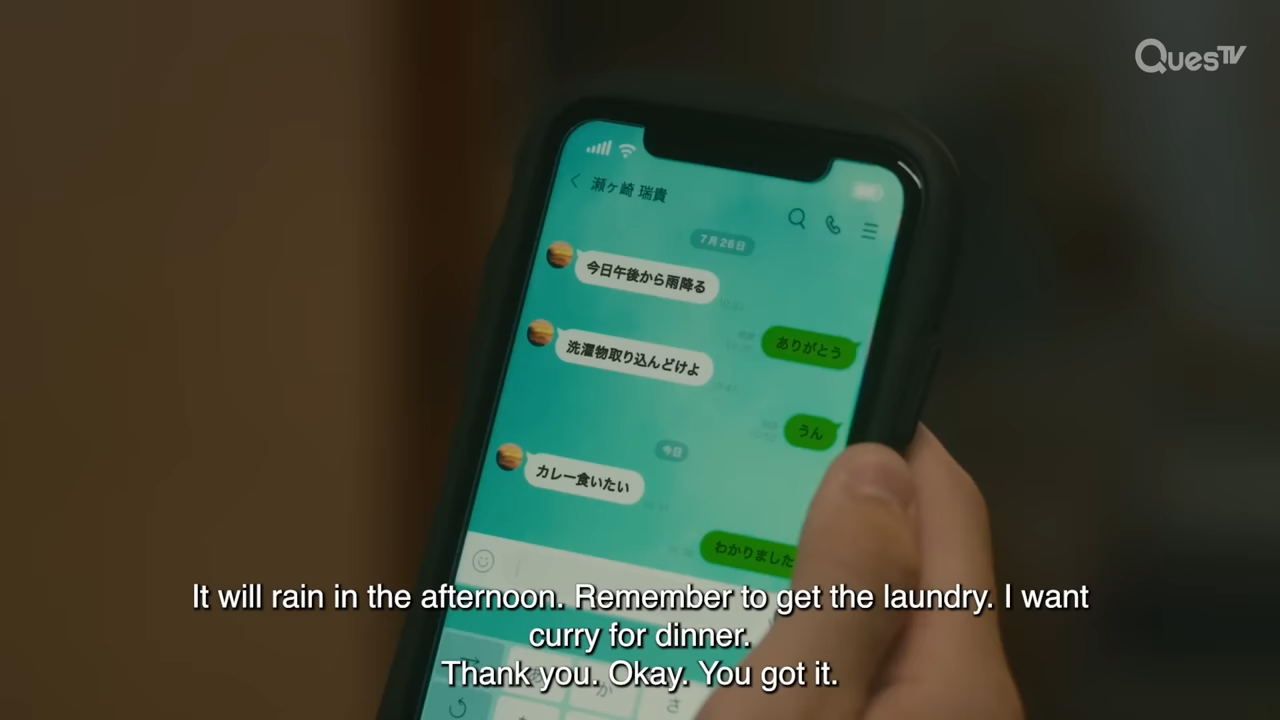 QuesTV
瀬ヶ崎 瑞貴
7月26日
今日午後から雨降る
ありがとう
洗濯物取り込んどけよ
うん
今日
カレー食いたい
わかりました
It will rain in the afternoon. Remember to get the laundry. I want
curry for dinner.
Thank you. Okay. You got it.
か
さ